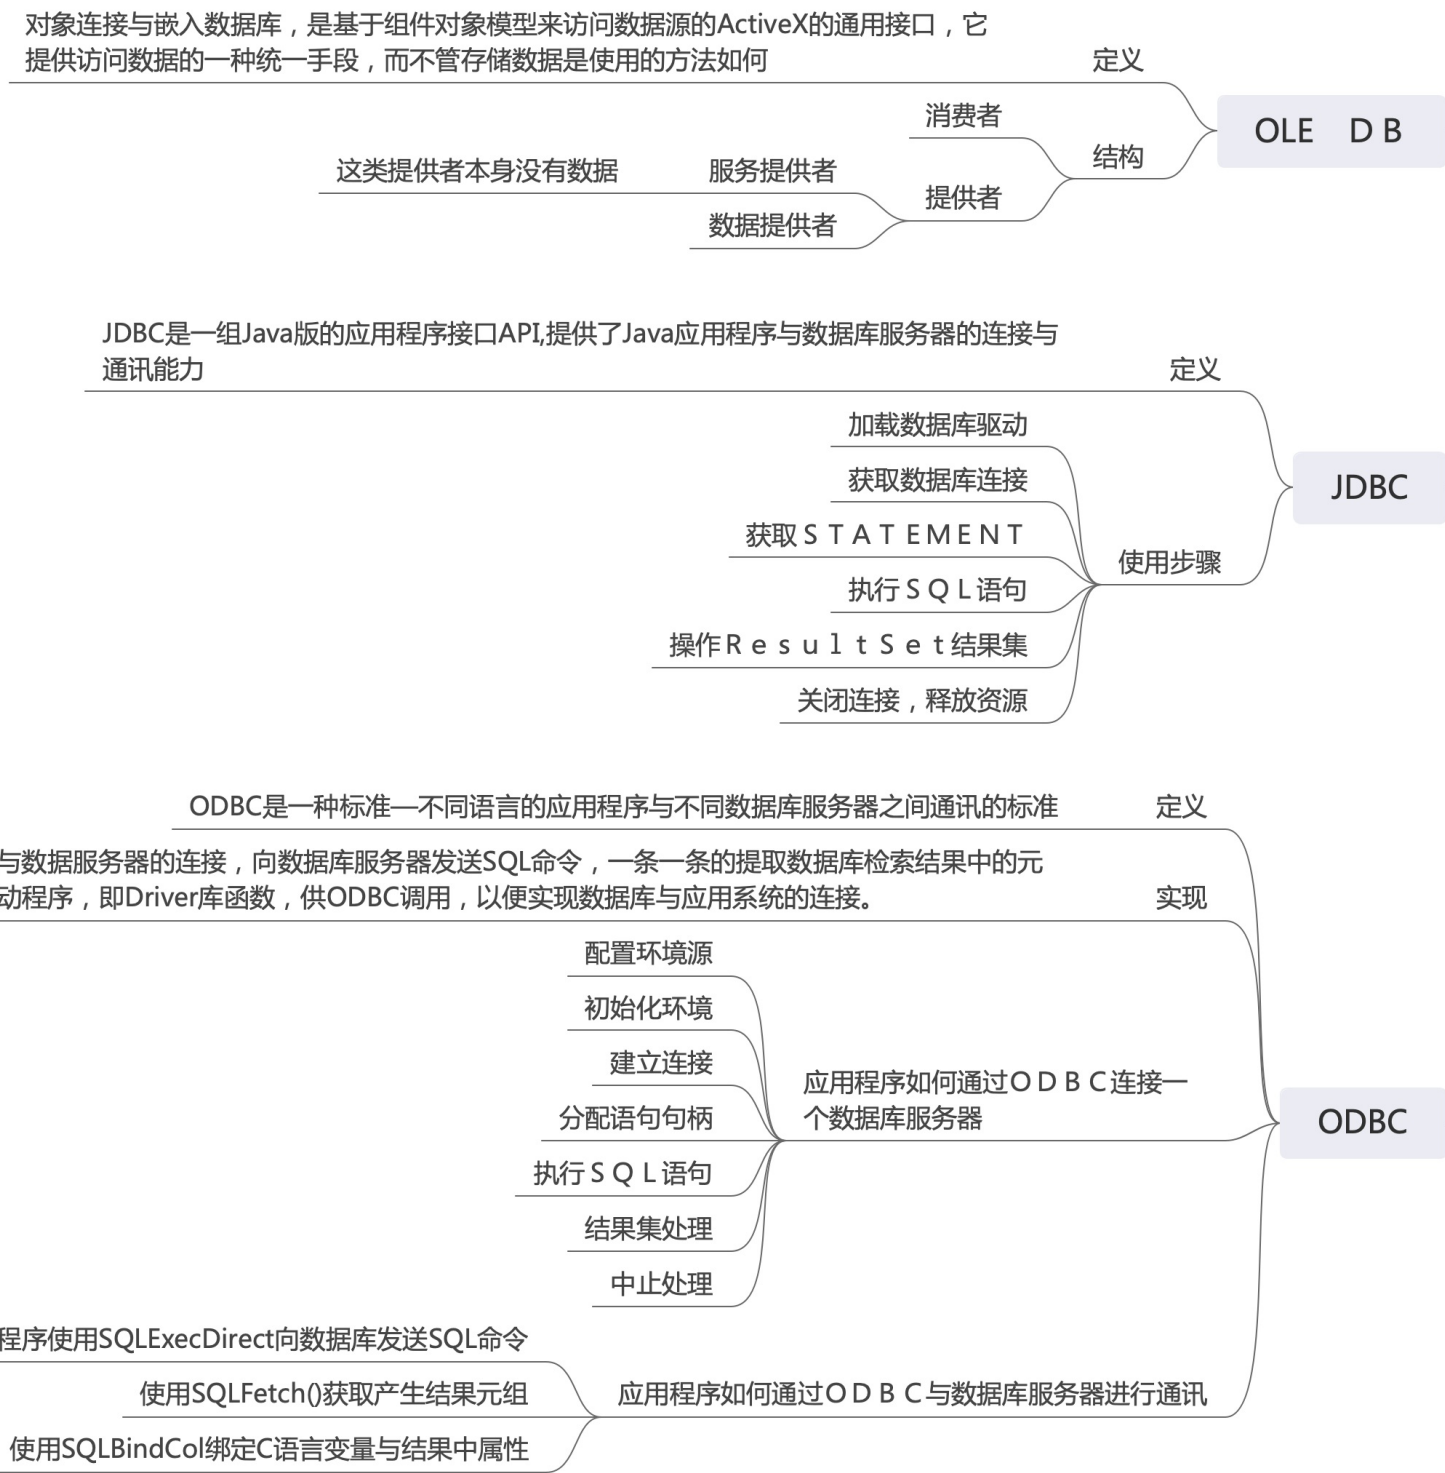 对象连接与嵌入数据库，是基于组件对象模型来访问数据源的ActiveX的通用接口，它
提供访问数据的一种统一手段，而不管存储数据是使用的方法如何
定义
OLE D B
消费者
结构
这类提供者本身没有数据
服务提供者
提供者
数据提供者
JDBC是一组Java版的应用程序接口API,提供了Java应用程序与数据库服务器的连接与
通讯能力
定义
加载数据库驱动
获取数据库连接
JDBC
获取ＳＴＡＴＥＭＥＮＴ
使用步骤
执行ＳＱＬ语句
操作ＲｅｓｕｌｔＳｅｔ结果集
关闭连接，释放资源
ODBC是一种标准—不同语言的应用程序与不同数据库服务器之间通讯的标准
定义
与数据服务器的连接，向数据库服务器发送SQL命令，一条一条的提取数据库检索结果中的元
动程序，即Driver库函数，供ODBC调用，以便实现数据库与应用系统的连接。
实现
配置环境源
初始化环境
建立连接
应用程序如何通过ＯＤＢＣ连接一
个数据库服务器
分配语句句柄
ODBC
执行ＳＱＬ语句
结果集处理
中止处理
程序使用SQLExecDirect向数据库发送SQL命令
使用SQLFetch()获取产生结果元组
应用程序如何通过ＯＤＢＣ与数据库服务器进行通讯
使用SQLBindCol绑定C语言变量与结果中属性